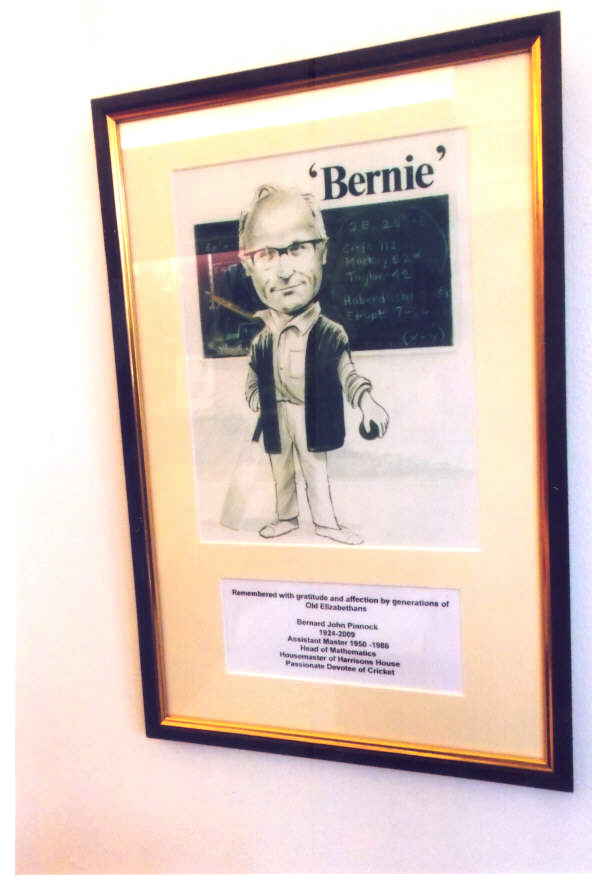 'Bernie'
Remembered with gratitude and affection by generations of
Old Elizabethans
Bernard John Pinnock
1924-2009
Assistant Master 1950 -1986
Head of Mathematics
Housemaster of Harrisons House
Passionate Devotee of Cricket